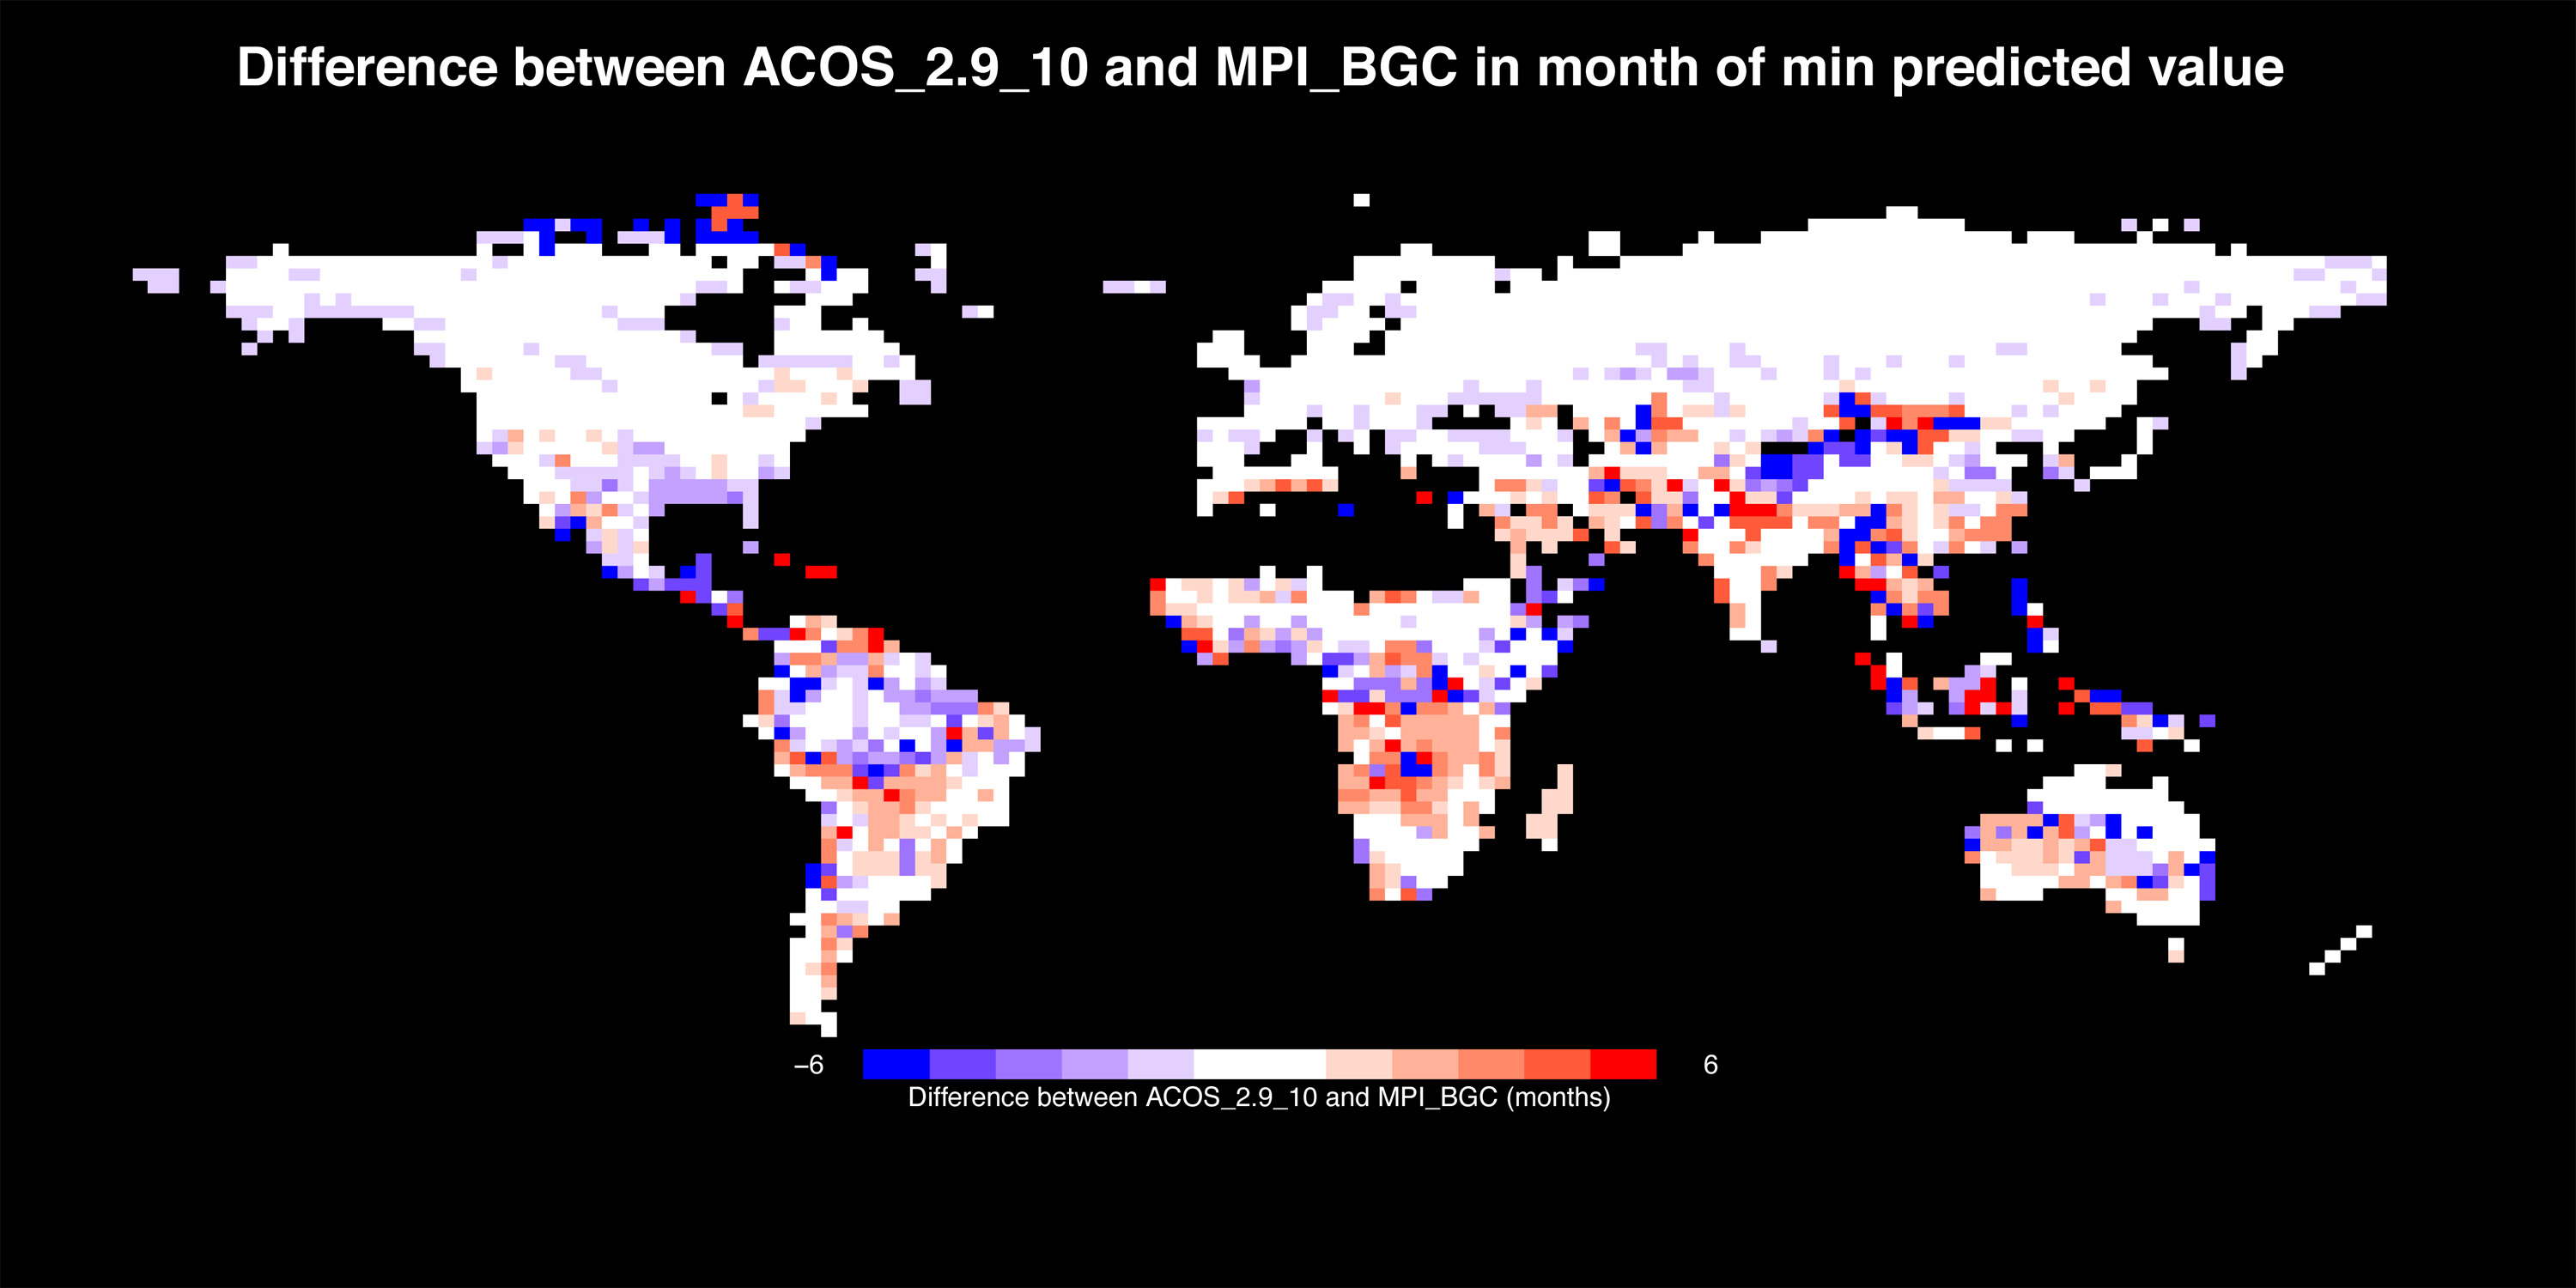 Difference between ACOS_2.9_10 and MPI_BGC in month of min predicted value
−6
6
Difference between ACOS_2.9_10 and MPI_BGC (months)